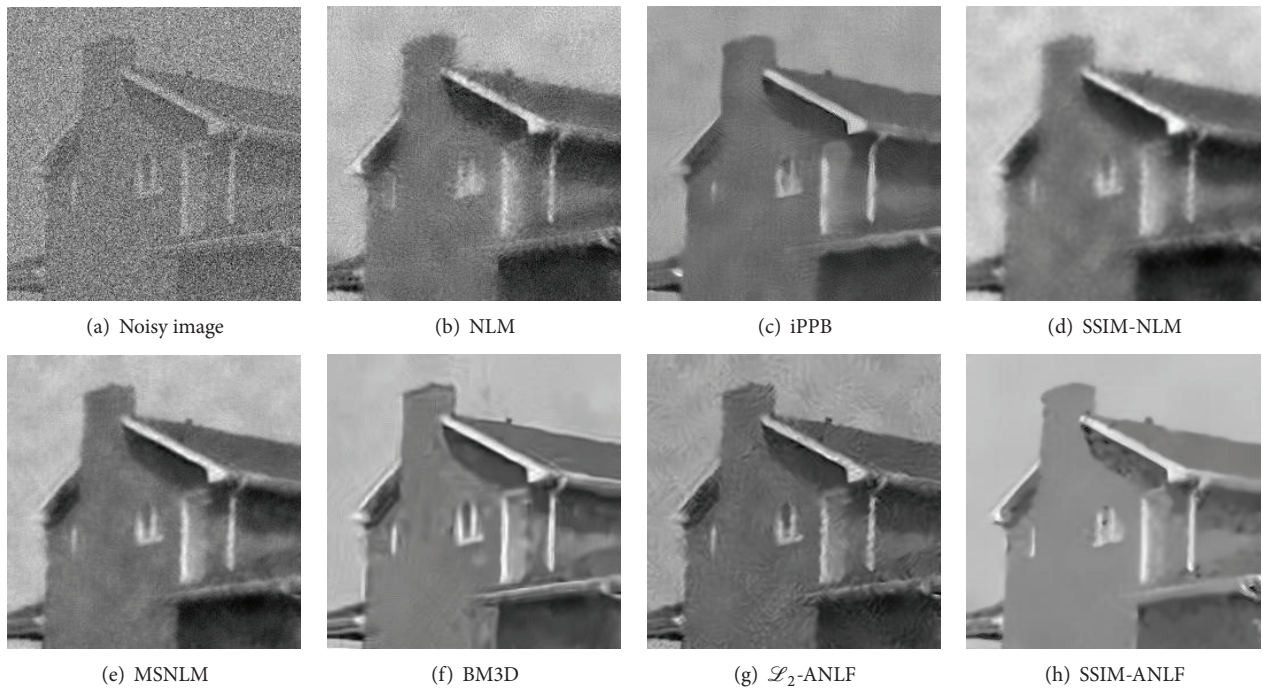 (a) Noisy image
(b) NLM
(c) iPPB
(d) SSIM-NLM
(e) MSNLM
(f) BM3D
(g) ℒ₂-ANLF
(h) SSIM-ANLF